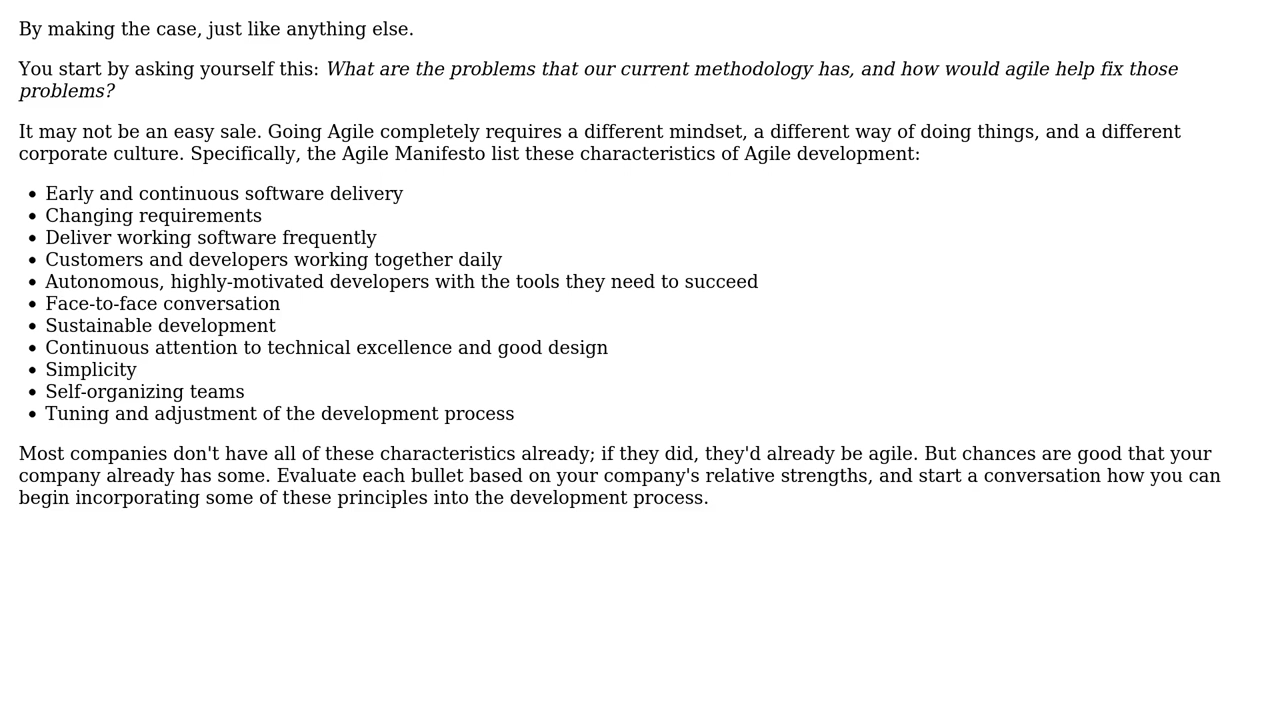 By making the case, just like anything else.
You start by asking yourself this: What are the problems that our current methodology has, and how would agile help fix those
problems?
It may not be an easy sale. Going Agile completely requires a different mindset, a different way of doing things, and a different
corporate culture. Specifically, the Agile Manifesto list these characteristics of Agile development:
• Early and continuous software delivery
• Changing requirements
• Deliver working software frequently
• Customers and developers working together daily
• Autonomous, highly-motivated developers with the tools they need to succeed
• Face-to-face conversation
• Sustainable development
• Continuous attention to technical excellence and good design
• Simplicity
• Self-organizing teams
• Tuning and adjustment of the development process
Most companies don't have all of these characteristics already; if they did, they'd already be agile. But chances are good that your
company already has some. Evaluate each bullet based on your company's relative strengths, and start a conversation how you can
begin incorporating some of these principles into the development process.